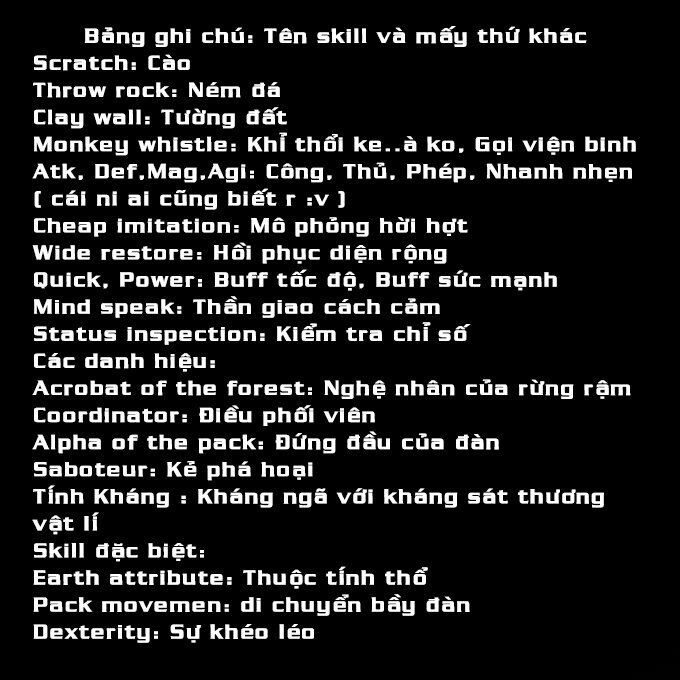 Bảng ghi chú: Tên skill và mấy thứ khác
Scratch: Cào
Throw rock: Ném đá
Clay wall: Tường đất
Monkey whistle: Khỉ thổi ke..à ko, Gọi viện binh
Atk, Def,Mag,Agi: Công, Thủ, Phép, Nhanh nhẹn
( cái ni ai cũng biết r :v )
Cheap imitation: Mô phỏng hời hợt
Wide restore: Hồi phục diện rộng
Quick, Power: Buff tốc độ, Buff sức mạnh
Mind speak: Thần giao cách cảm
Status inspection: Kiểm tra chỉ số
Các danh hiệu:
Acrobat of the forest: Nghệ nhân của rừng rậm
Coordinator: Điều phối viên
Alpha of the pack: Đứng đầu của đàn
Saboteur: Kẻ phá hoại
Tính Kháng : Kháng ngã với kháng sát thương
vật lí
Skill đặc biệt:
Earth attribute: Thuộc tính thổ
Pack movemen: di chuyển bầy đàn
Dexterity: Sự khéo léo